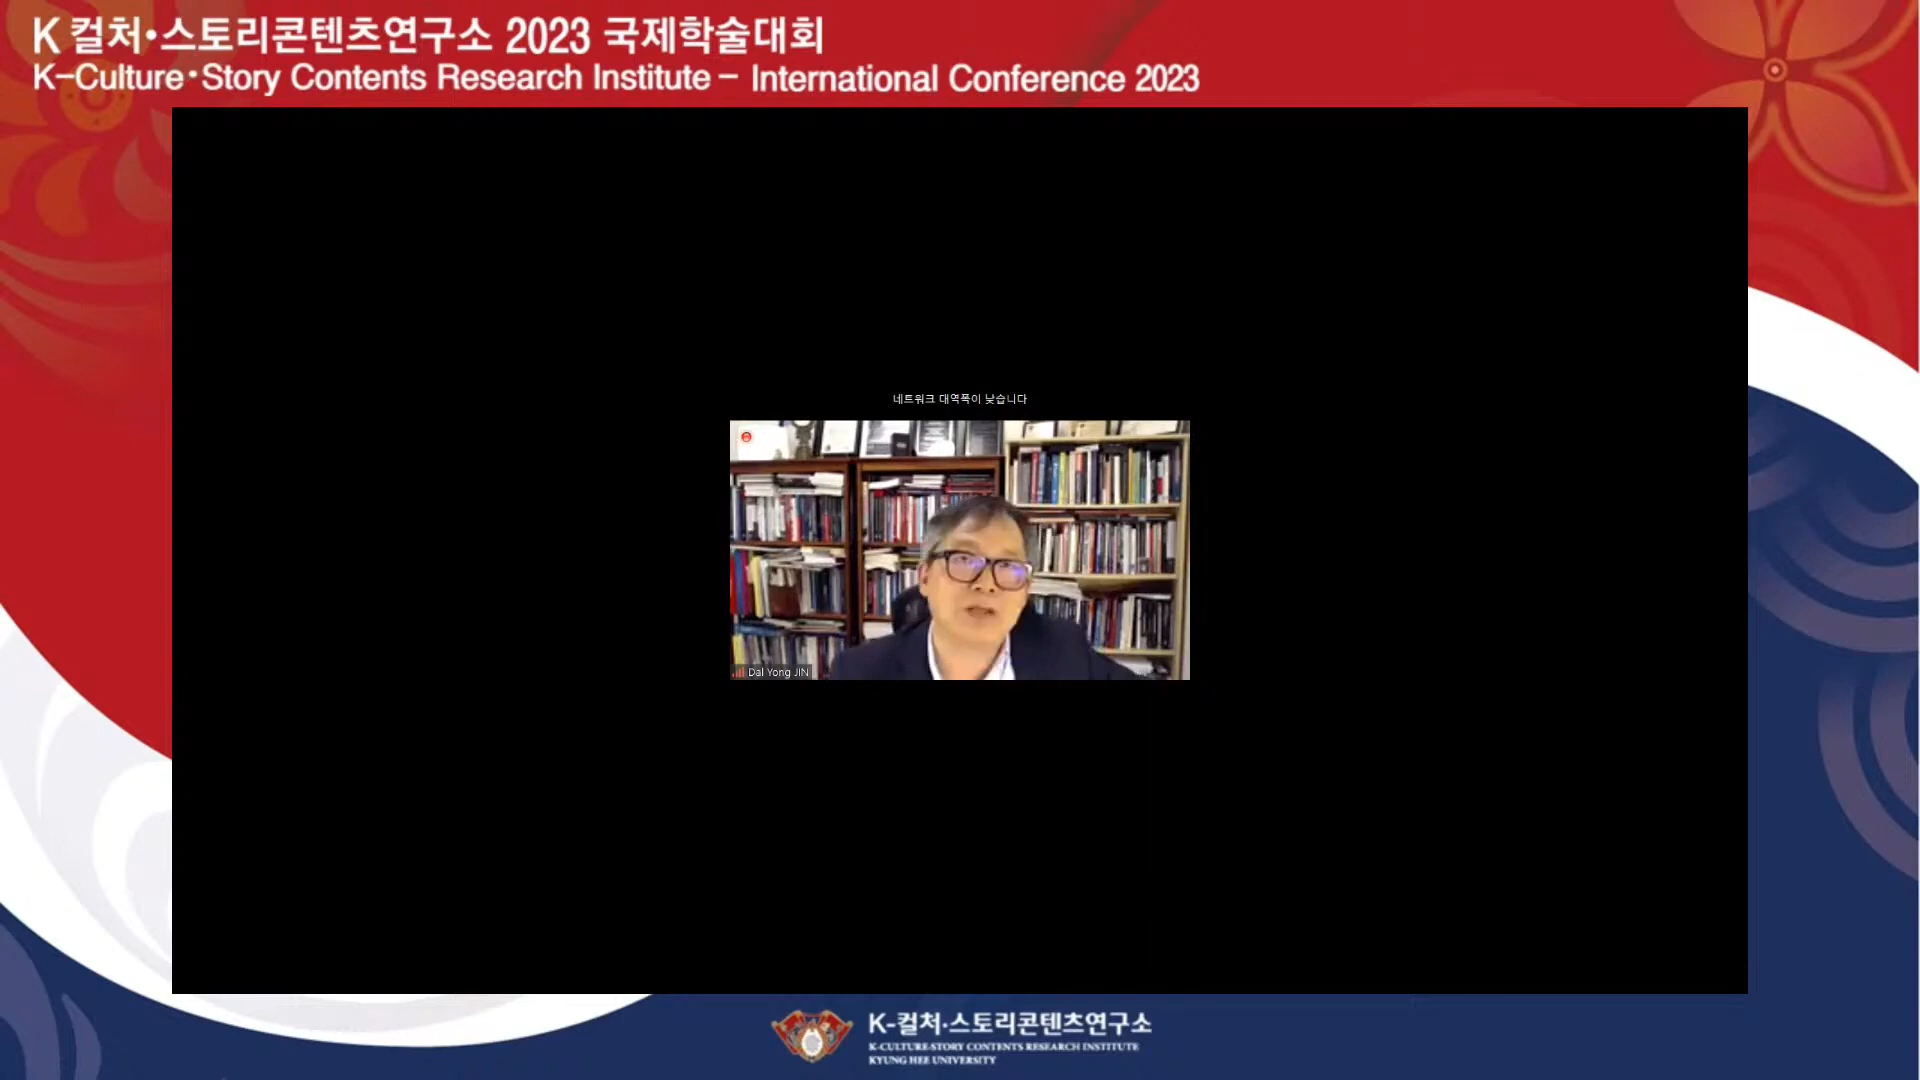 K 컬처•스토리콘텐츠연구소 2023 국제학술대회
K-Culture•Story Contents Research Institute - International Conference 2023
네트워크 대역폭이 낮습니다
Dal Yong JIN
K-컬처·스토리콘텐츠연구소
K-CULTURE·STORY CONTENTS RESEARCH INSTITUTE
KYUNG HEE UNIVERSITY